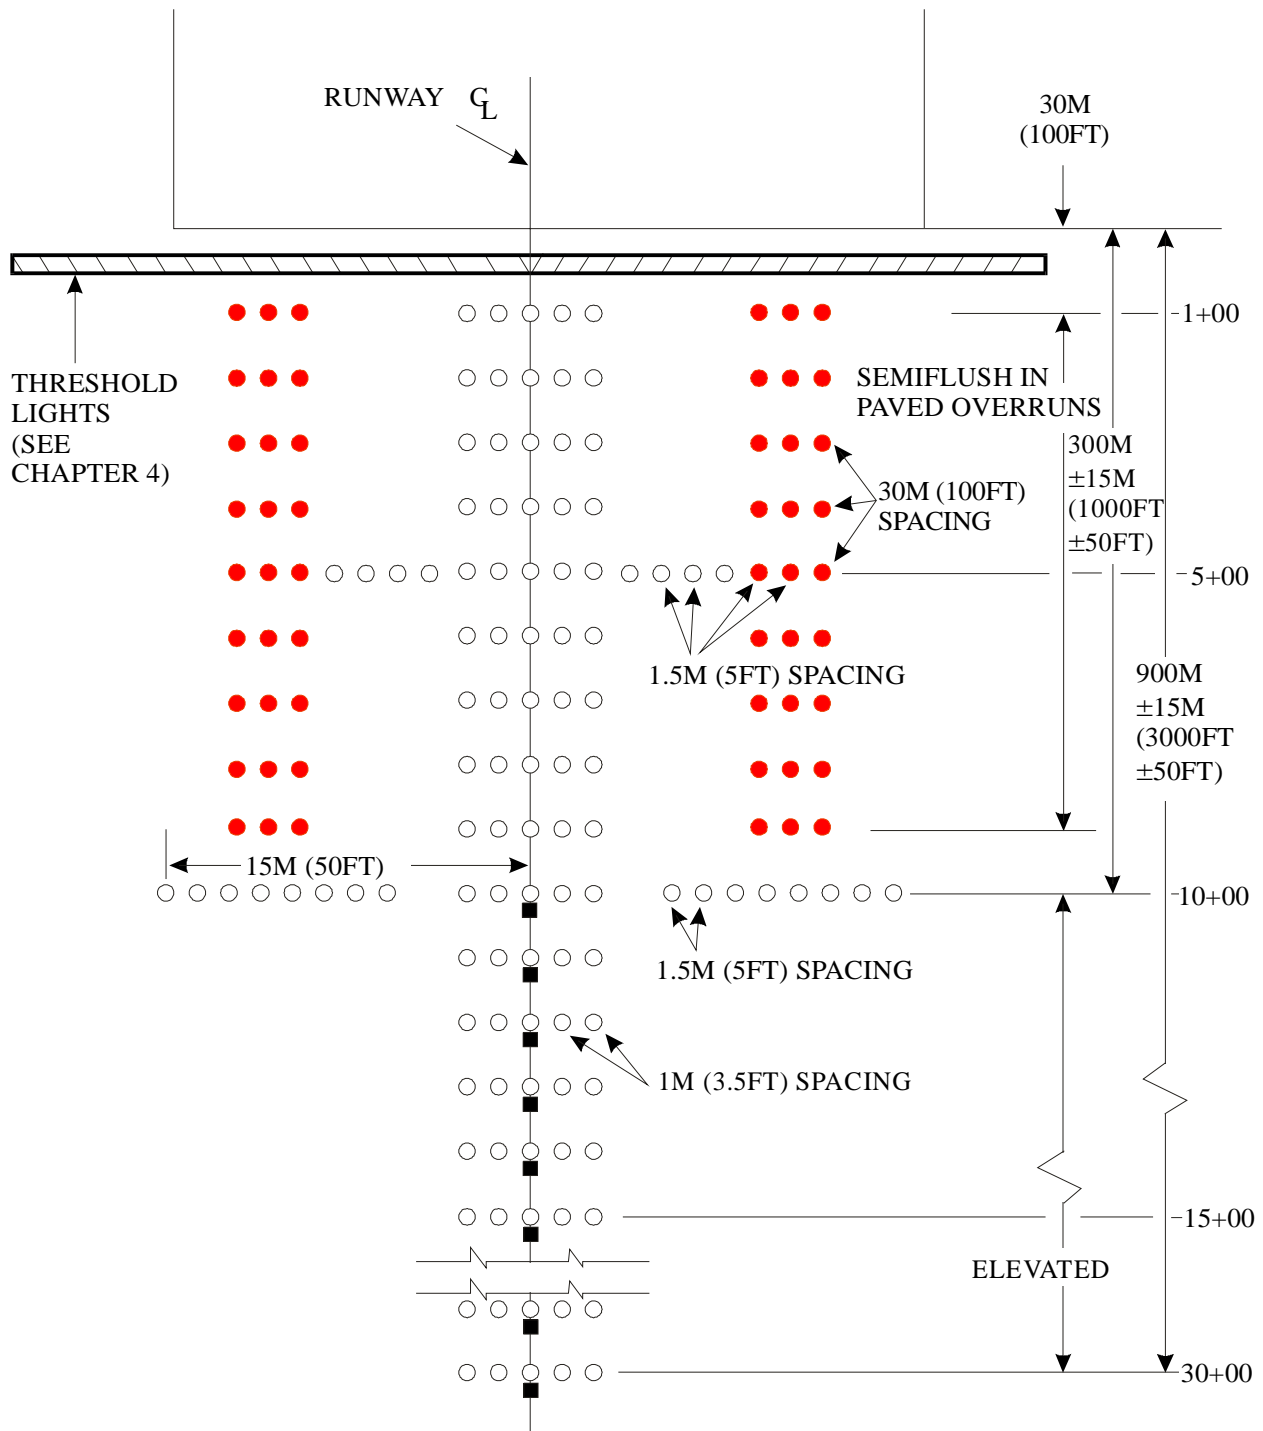 RUNWAY CL
30M
(100FT)
1+00
THRESHOLD
LIGHTS
(SEE
CHAPTER 4)
SEMIFLUSH IN
PAVED OVERRUNS
300M
±15M
(1000FT
±50FT)
30M (100FT)
SPACING
5+00
1.5M (5FT) SPACING
900M
±15M
(3000FT
±50FT)
15M (50FT)
10+00
1.5M (5FT) SPACING
1M (3.5FT) SPACING
15+00
ELEVATED
30+00